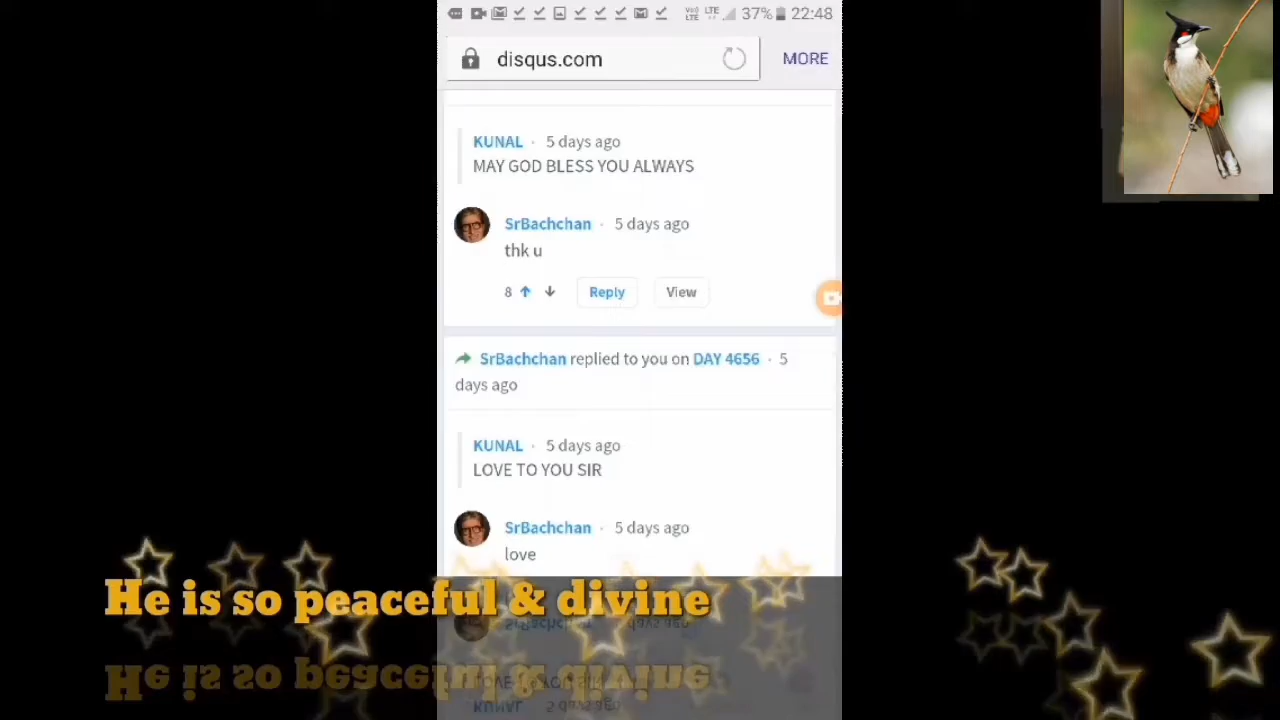 37% 22:48
disqus.com
MORE
KUNAL · 5 days ago
MAY GOD BLESS YOU ALWAYS
SrBachchan · 5 days ago
thk u
8
Reply
View
SrBachchan replied to you on DAY 4656 · 5
days ago
KUNAL · 5 days ago
LOVE TO YOU SIR
SrBachchan · 5 days ago
love
He is so peaceful & divine